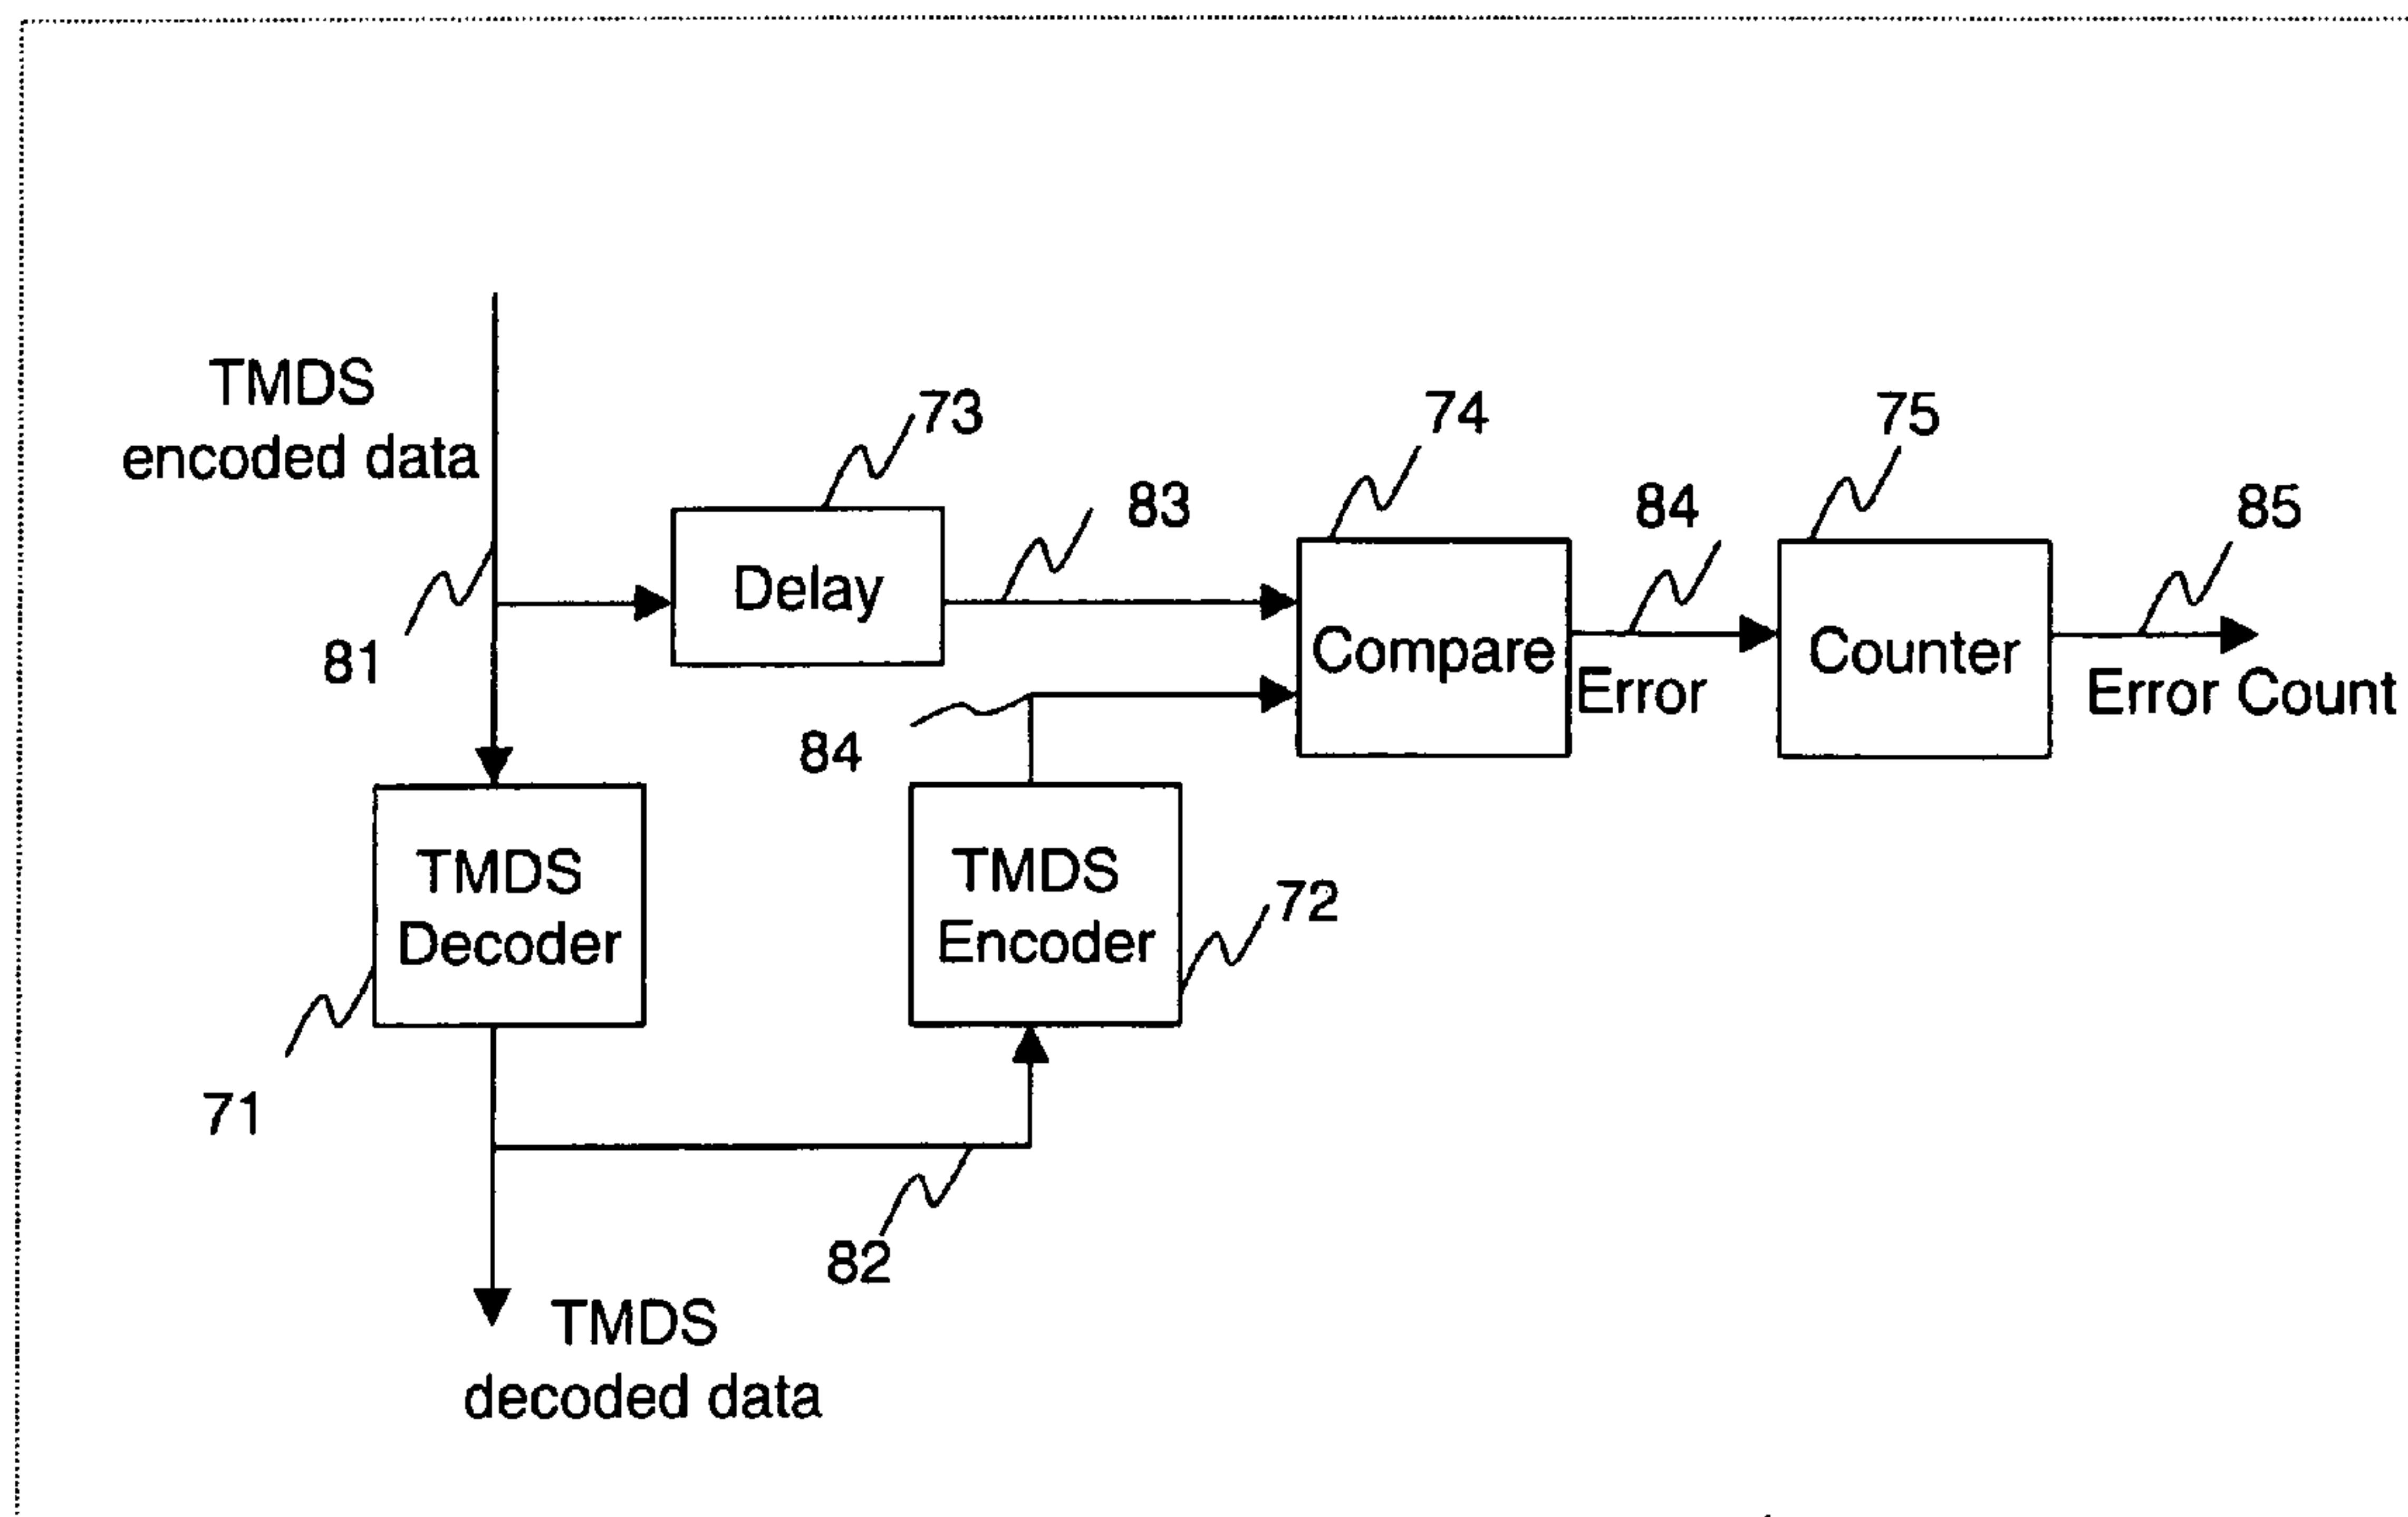 TMDS
encoded data
73
74
75
83
84
85
Delay
81
Compare
Error
Counter
Error Count
84
TMDS
Decoder
TMDS
Encoder
72
71
82
TMDS
decoded data